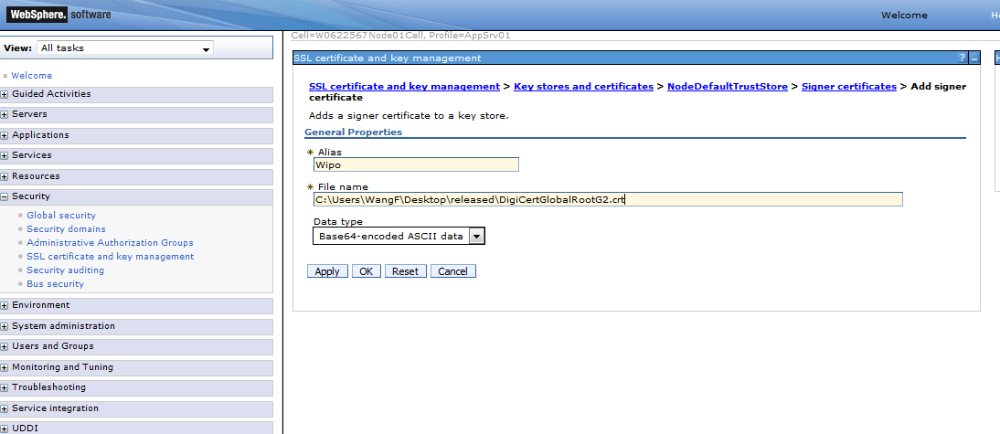 WebSphere. software
Welcome
Cell=W0622567Node01Cell, Profile=AppSrv01
View: All tasks
Welcome
Guided Activities
Servers
Applications
Services
Resources
Security
Global security
Security domains
Administrative Authorization Groups
SSL certificate and key management
Security auditing
Bus security
Environment
System administration
Users and Groups
Monitoring and Tuning
Troubleshooting
Service integration
UDDI
SSL certificate and key management
? _
SSL certificate and key management > Key stores and certificates > NodeDefaultTrustStore > Signer certificates > Add signer
certificate
Adds a signer certificate to a key store.
General Properties
* Alias
Wipo
* File name
C:\Users\WangF\Desktop\released\DigiCertGlobalRootG2.crt
Data type
Base64-encoded ASCII data
Apply OK Reset Cancel